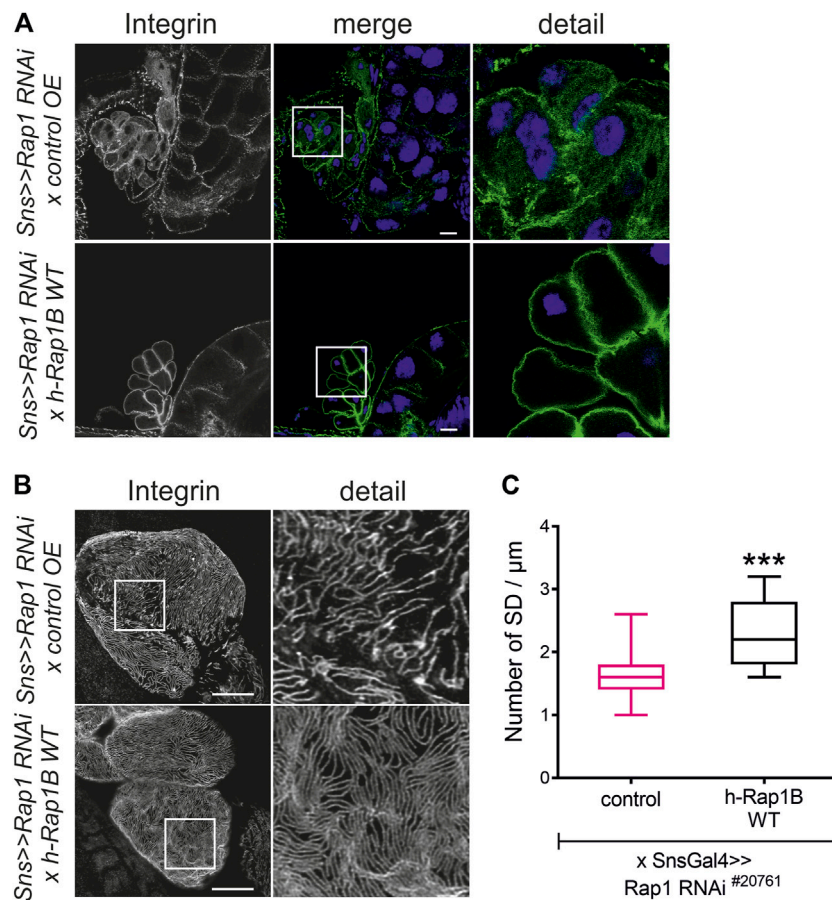 A
Integrin
merge
detail
Sns>>Rap1 RNAi
x control OE
Sns>>Rap1 RNAi
x h-Rap1B WT
B
Integrin
detail
Sns>>Rap1 RNAi
x control OE
Sns>>Rap1 RNAi
x h-Rap1B WT
C
Number of SD / µm
4
3
2
1
0
***
control
h-Rap1B
WT
x SnsGal4>>
Rap1 RNAi #20761